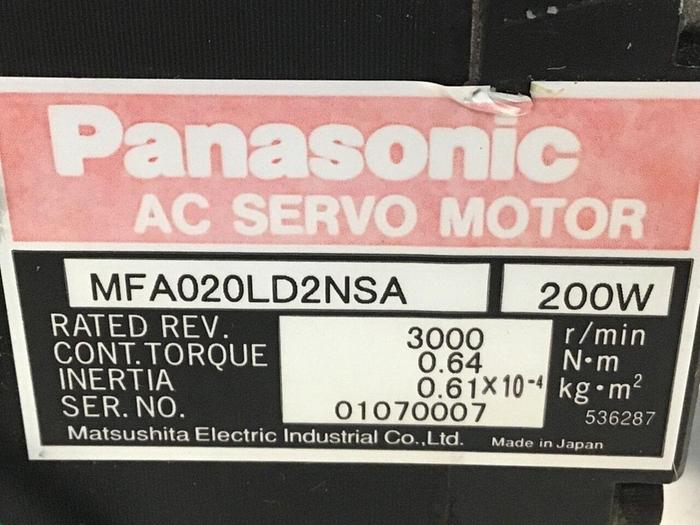 Panasonic
AC SERVO MOTOR
MFA020LD2NSA 200W
RATED REV. 3000 r/min
CONT. TORQUE 0.64 N·m
INERTIA 0.61×10⁻⁴ kg·m²
SER. NO. 01070007 536287
Matsushita Electric Industrial Co.,Ltd. Made in Japan